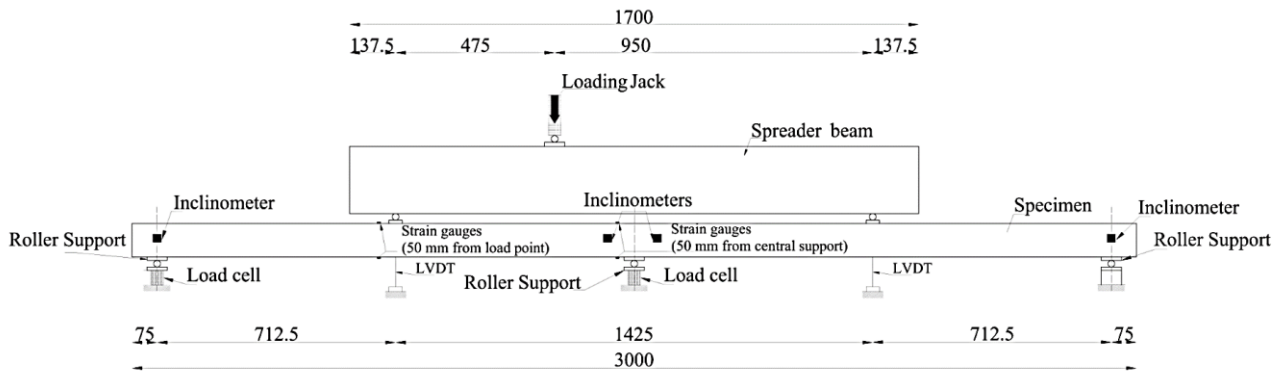 1700
137.5 475 950 137.5
Loading Jack
Spreader beam
Inclinometer
Inclinometers
Specimen
Inclinometer
Roller Support
Strain gauges
(50 mm from load point)
Strain gauges
(50 mm from central support)
Roller Support
Load cell
LVDT
Roller Support
Load cell
LVDT
75 712.5 1425 712.5 75
3000